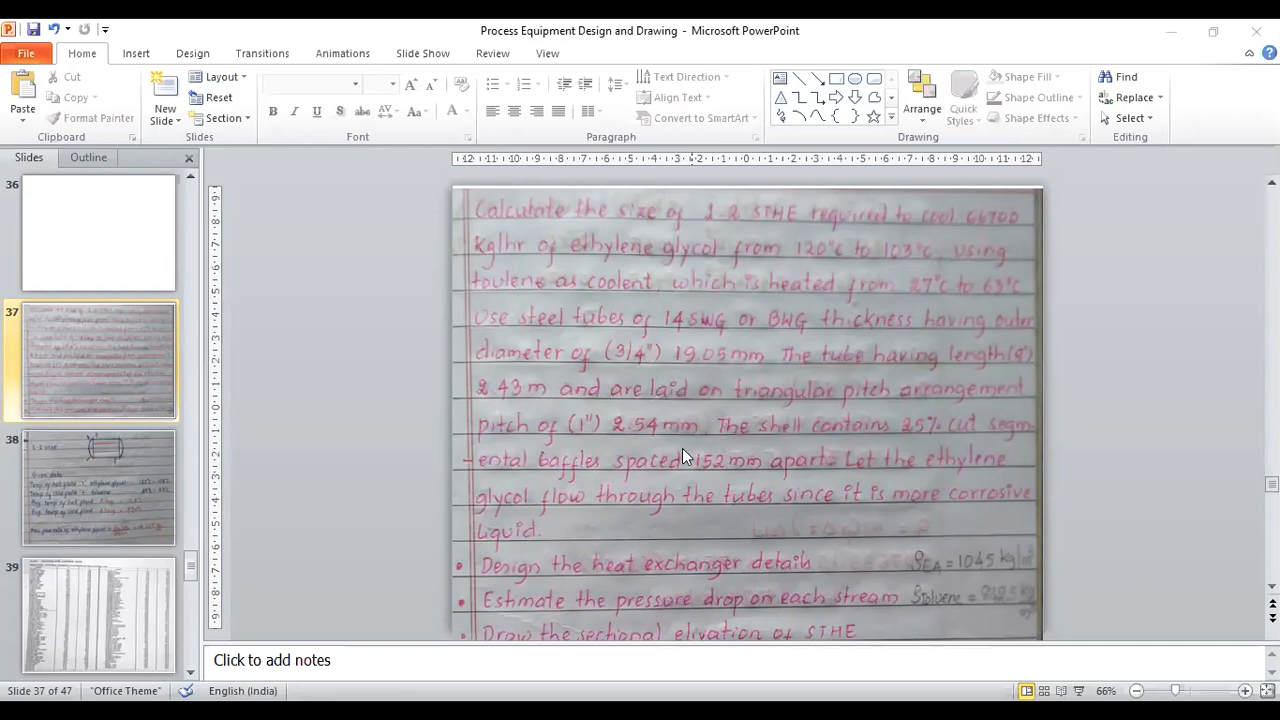 Process Equipment Design and Drawing - Microsoft PowerPoint
File Home Insert Design Transitions Animations Slide Show Review View
Paste Cut Copy Format Painter New Slide Layout Reset Section Text Direction Align Text Convert to SmartArt Arrange Quick Styles Shape Fill Shape Outline Shape Effects Find Replace Select
Clipboard Slides Font Paragraph Drawing Editing
Slides Outline
36
37
38
39
Calculate the size of 1-2 STHE required to cool 66700
kg/hr of ethylene glycol from 120°c to 103°c, Using
toulene as coolent, which is heated from 27°c to 63°c
Use steel tubes of 14 SWG or BWG thickness having outer
diameter of (3/4") 19.05mm. The tube having length
2.43 m and are laid on triangular pitch arrangement
pitch of (1") 2.54mm. The shell contains 25% cut segm-
-ental baffles spaced 152mm apart. Let the ethylene
glycol flow through the tubes since it is more corrosive
liquid.
• Design the heat exchanger details
= 1045 kg
• Estimate the pressure drop on each stream
• Draw the sectional elivation of STHE
Click to add notes
Slide 37 of 47 "Office Theme" English (India) 66%